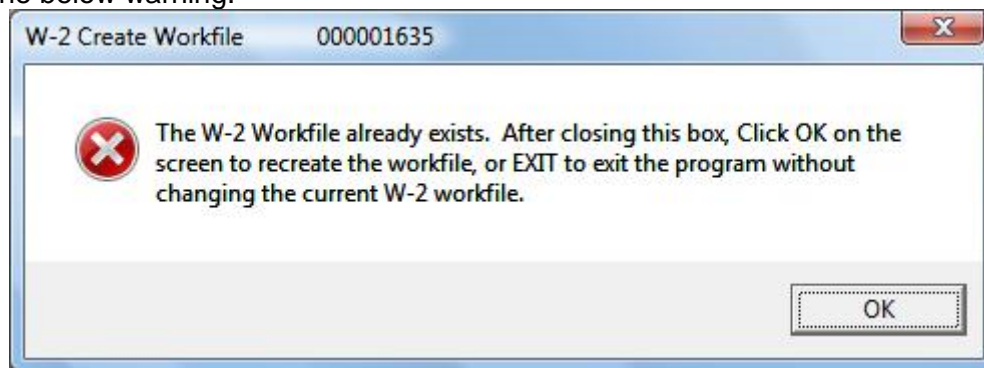 ne below warning.
W-2 Create Workfile 000001635
The W-2 Workfile already exists. After closing this box, Click OK on the
screen to recreate the workfile, or EXIT to exit the program without
changing the current W-2 workfile.
OK